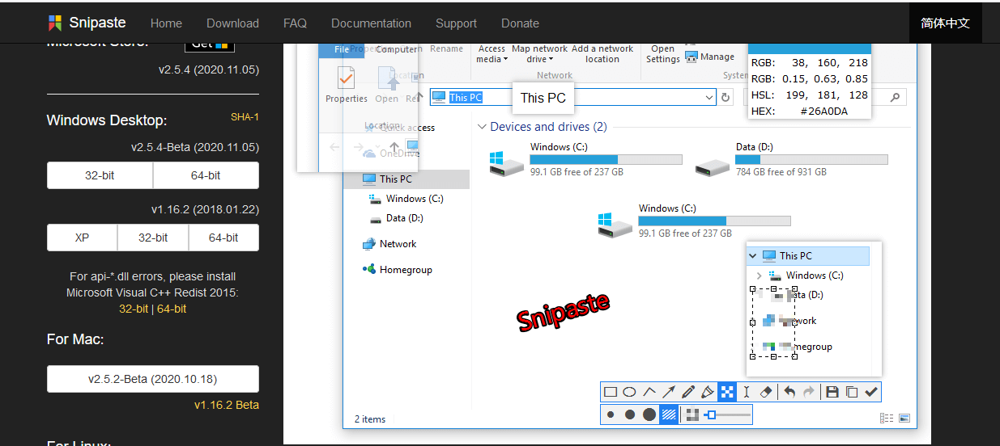 Snipaste
Home
Download
FAQ
Documentation
Support
Donate
简体中文
Microsoft Store:
Get
v2.5.4 (2020.11.05)
Windows Desktop:
SHA-1
v2.5.4-Beta (2020.11.05)
32-bit
64-bit
v1.16.2 (2018.01.22)
XP
32-bit
64-bit
For api-*.dll errors, please install
Microsoft Visual C++ Redist 2015:
32-bit | 64-bit
For Mac:
v2.5.2-Beta (2020.10.18)
v1.16.2 Beta
For Linux:
File
Computer
Properties
Open
Location
Rename
Access media
Map network drive
Add a network location
Network
Open Settings
Manage
System
RGB: 38, 160, 218
RGB: 0.15, 0.63, 0.85
HSL: 199, 181, 128
HEX: #26A0DA
This PC
This PC
Quick access
OneDrive
This PC
Windows (C:)
Data (D:)
Network
Homegroup
Devices and drives (2)
Windows (C:)
99.1 GB free of 237 GB
Data (D:)
784 GB free of 931 GB
Windows (C:)
99.1 GB free of 237 GB
Snipaste
This PC
Windows (C:)
ata (D:)
work
megroup
2 items